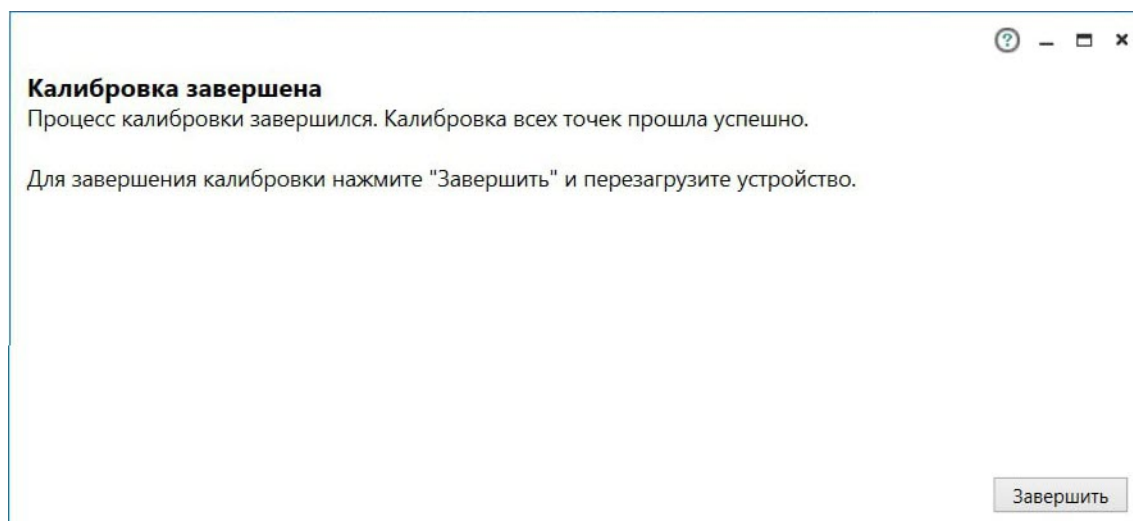 Калибровка завершена
Процесс калибровки завершился. Калибровка всех точек прошла успешно.
Для завершения калибровки нажмите "Завершить" и перезагрузите устройство.
Завершить